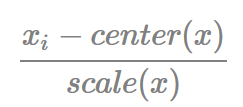 x_i − center(x)
scale(x)